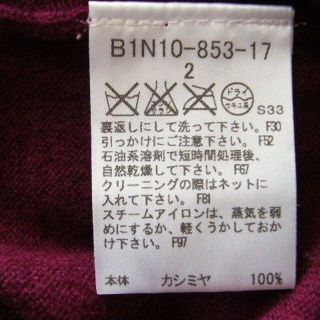 B1N10-853-17
2
ドライ
セキユ系
S33
裏返しにして洗って下さい。F30
引っかけにご注意下さい。F52
石油系溶剤で短時間処理後、
自然乾燥して下さい。F67
クリーニングの際はネットに
入れて下さい。F81
スチームアイロンは、蒸気を弱
めにするか、軽くうかしておかけ
下さい。F97
本体 カシミヤ 100%